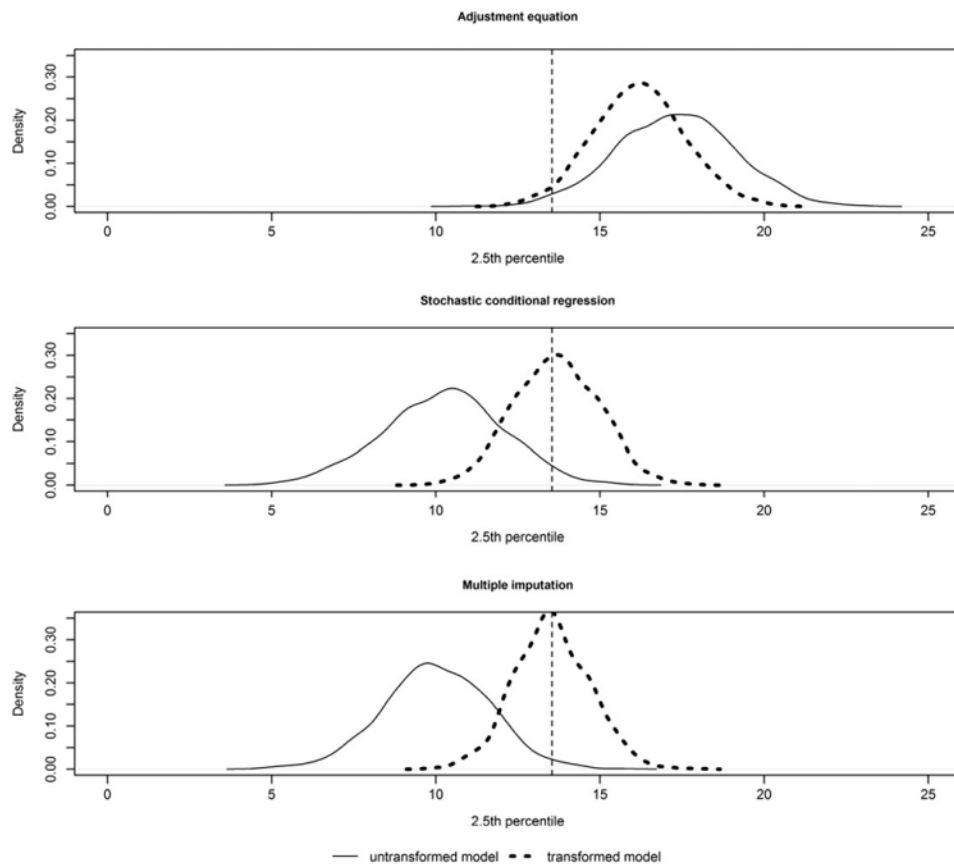 Adjustment equation
Density
0.00 0.10 0.20 0.30
0 5 10 15 20 25
2.5th percentile
Stochastic conditional regression
Density
0.00 0.10 0.20 0.30
0 5 10 15 20 25
2.5th percentile
Multiple imputation
Density
0.00 0.10 0.20 0.30
0 5 10 15 20 25
2.5th percentile
untransformed model transformed model